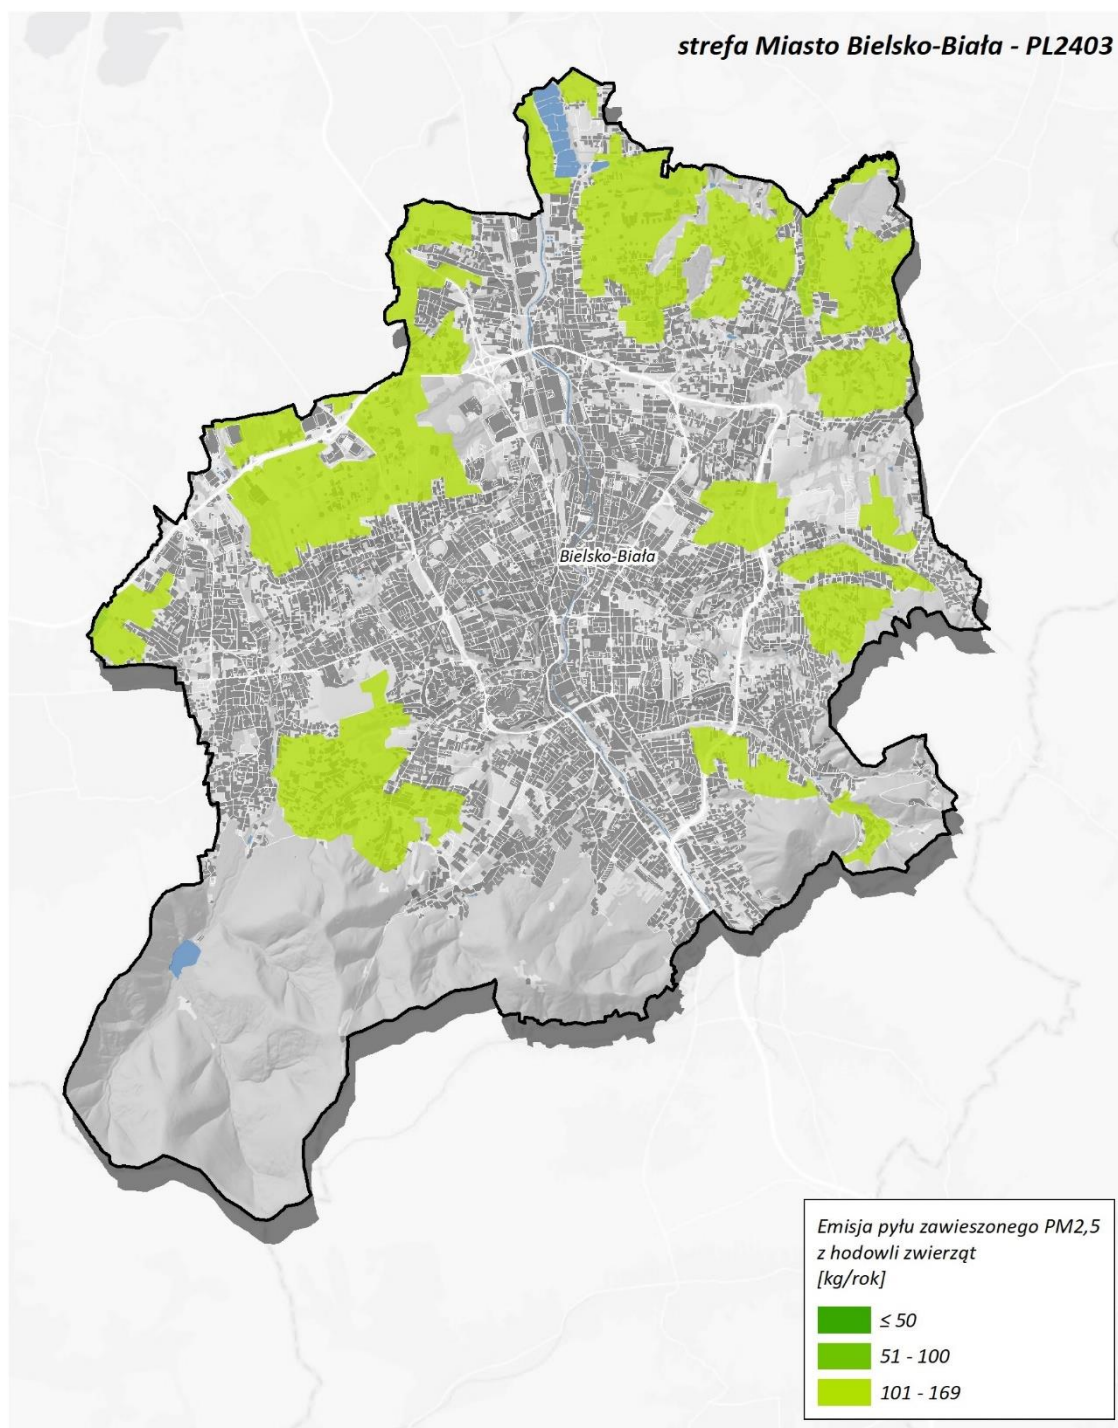 strefa Miasto Bielsko-Biała - PL2403
Bielsko-Biała
Emisja pyłu zawieszonego PM2,5
z hodowli zwierząt
[kg/rok]
≤ 50
51 - 100
101 - 169